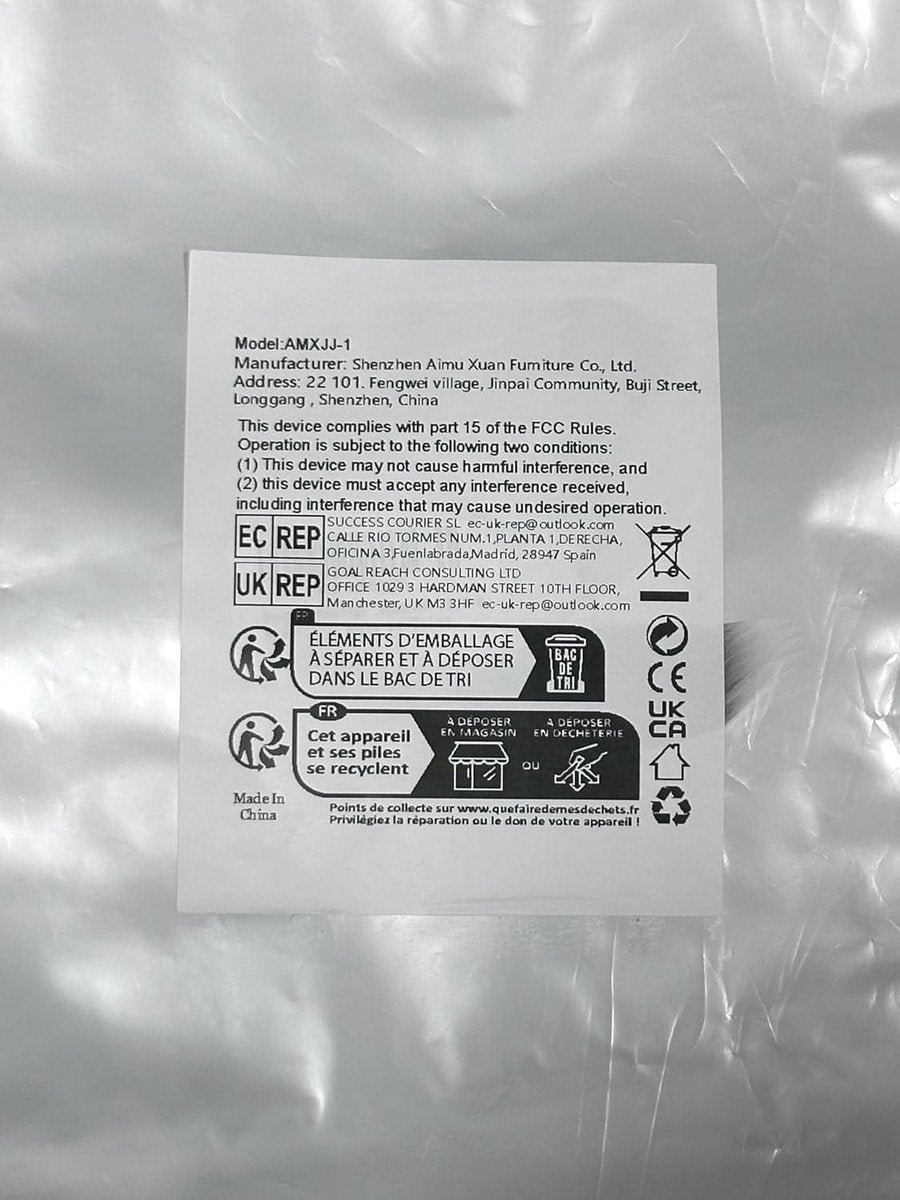 Model:AMXJJ-1
Manufacturer: Shenzhen Aimu Xuan Furniture Co., Ltd.
Address: 22 101. Fengwei village, Jinpai Community, Buji Street,
Longgang , Shenzhen, China
This device complies with part 15 of the FCC Rules.
Operation is subject to the following two conditions:
(1) This device may not cause harmful interference, and
(2) this device must accept any interference received,
including interference that may cause undesired operation.
EC REP
SUCCESS COURIER SL ec-uk-rep@outlook.com
CALLE RIO TORMES NUM.1,PLANTA 1,DERECHA,
OFICINA 3,Fuenlabrada,Madrid, 28947 Spain
UK REP
GOAL REACH CONSULTING LTD
OFFICE 1029 3 HARDMAN STREET 10TH FLOOR,
Manchester, UK M3 3HF ec-uk-rep@outlook.com
ÉLÉMENTS D'EMBALLAGE
À SÉPARER ET À DÉPOSER
DANS LE BAC DE TRI
BAC
DE
TRI
CE
UK
CA
FR
Cet appareil
et ses piles
se recyclent
À DÉPOSER
EN MAGASIN
OU
À DÉPOSER
EN DÉCHÈTERIE
Points de collecte sur www.quefairedemesdechets.fr
Privilégiez la réparation ou le don de votre appareil !
Made In
China